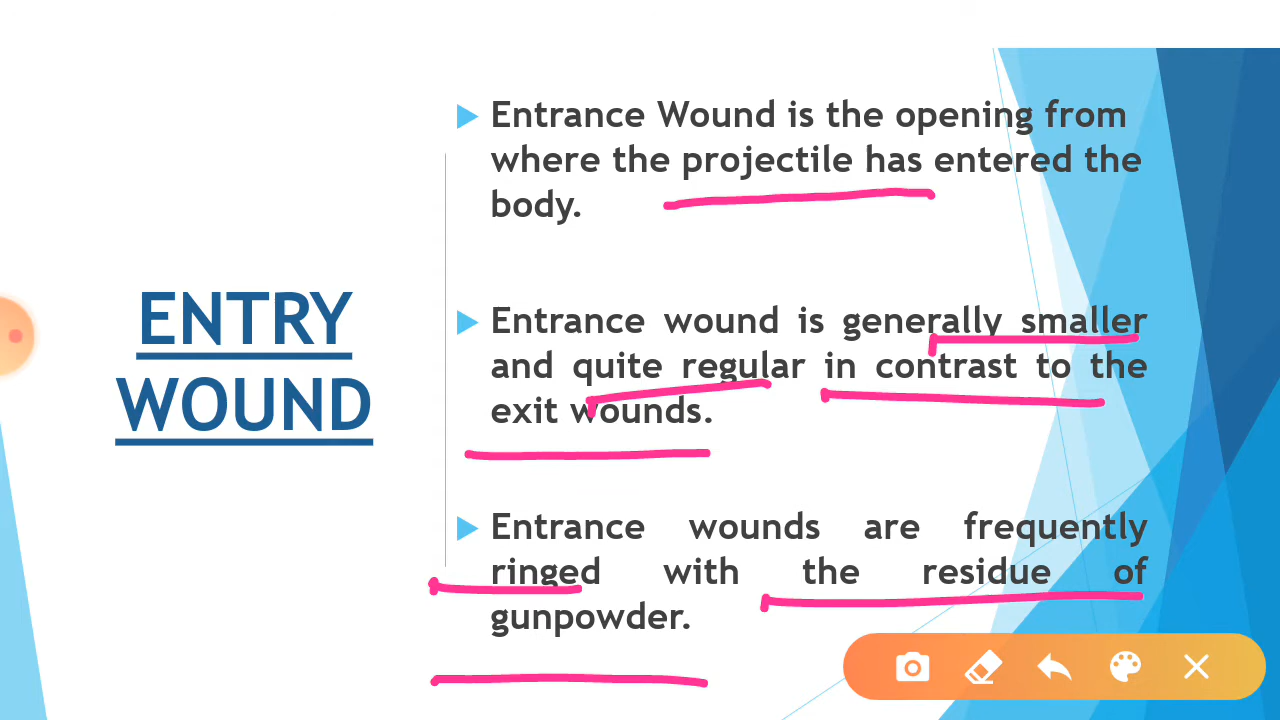 ENTRY
WOUND
Entrance Wound is the opening from
where the projectile has entered the
body.
Entrance wound is generally smaller
and quite regular in contrast to the
exit wounds.
Entrance wounds are frequently
ringed with the residue of
gunpowder.